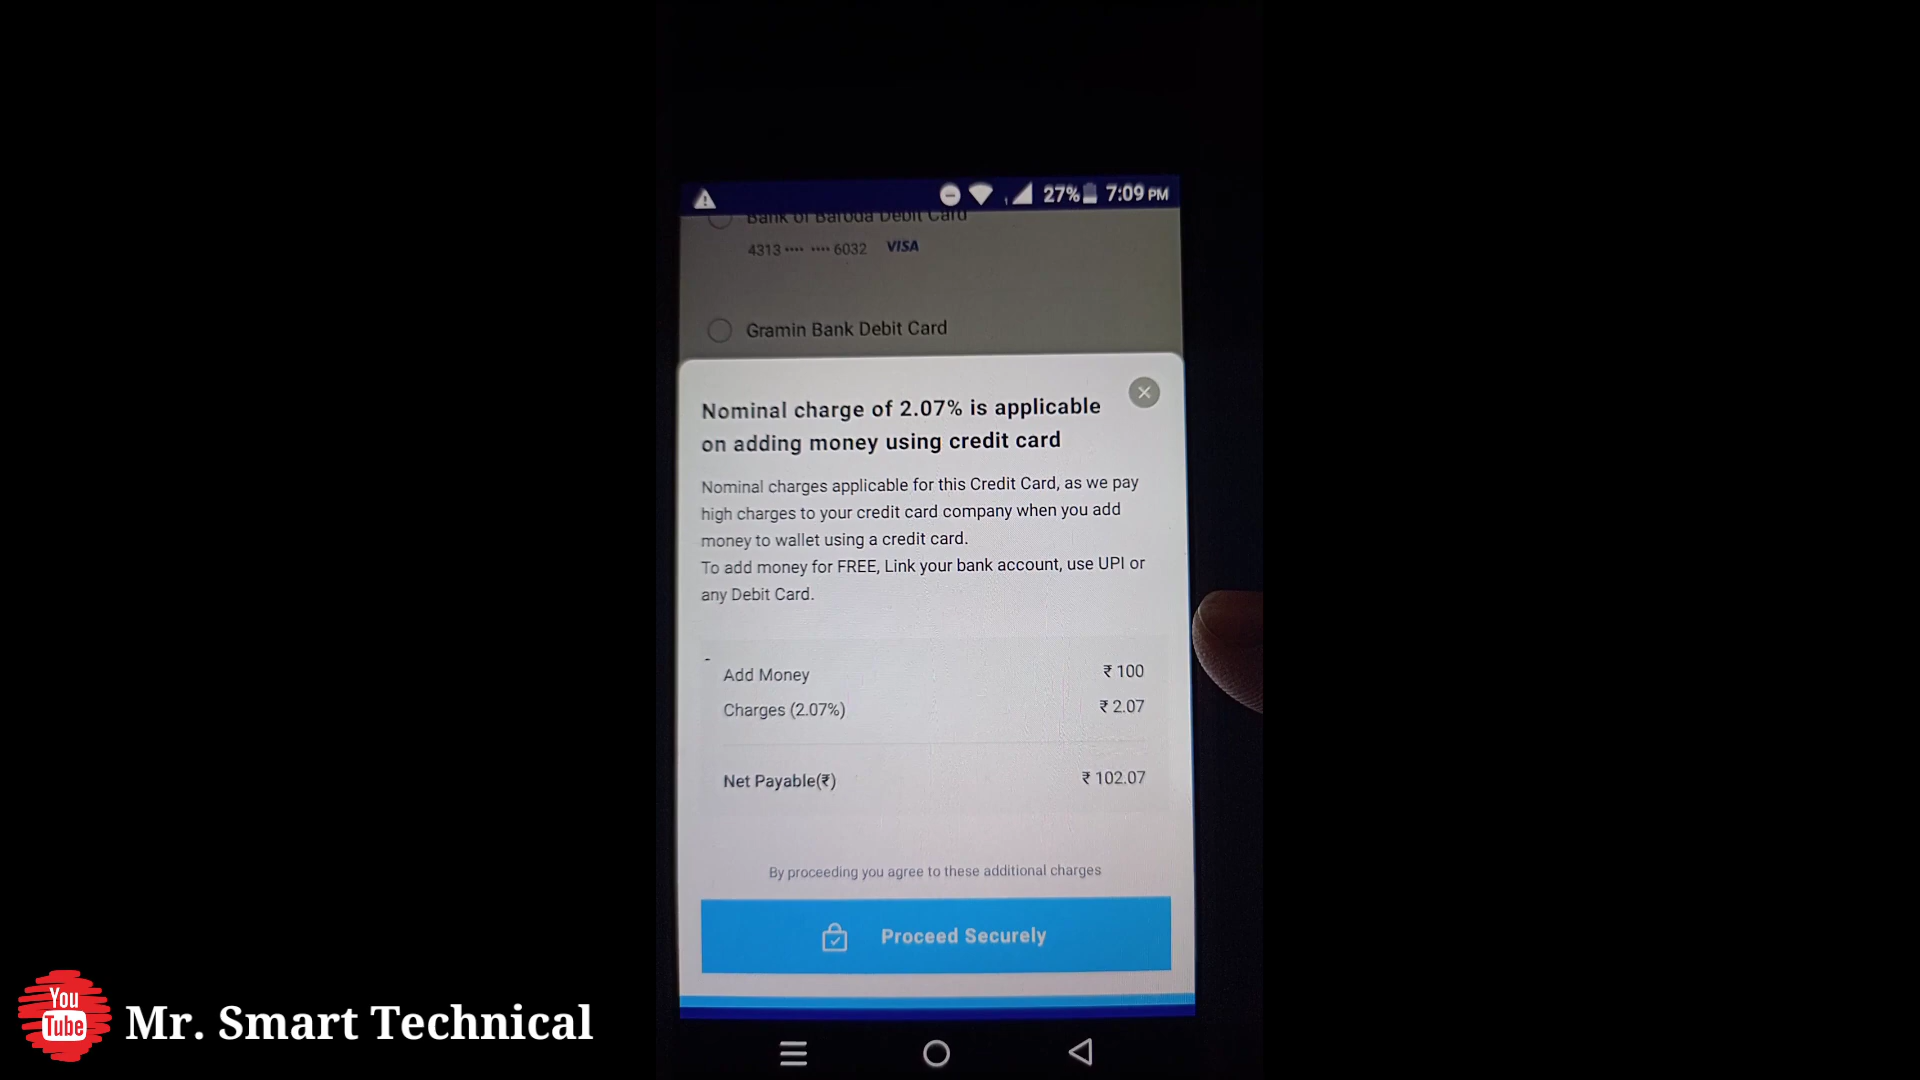 27% 7:09 PM
Bank of Baroda Debit Card
4313 •••• •••• 6032 VISA
Gramin Bank Debit Card
Nominal charge of 2.07% is applicable
on adding money using credit card
Nominal charges applicable for this Credit Card, as we pay
high charges to your credit card company when you add
money to wallet using a credit card.
To add money for FREE, Link your bank account, use UPI or
any Debit Card.
Add Money ₹ 100
Charges (2.07%) ₹ 2.07
Net Payable(₹) ₹ 102.07
By proceeding you agree to these additional charges
Proceed Securely
You
Tube
Mr. Smart Technical